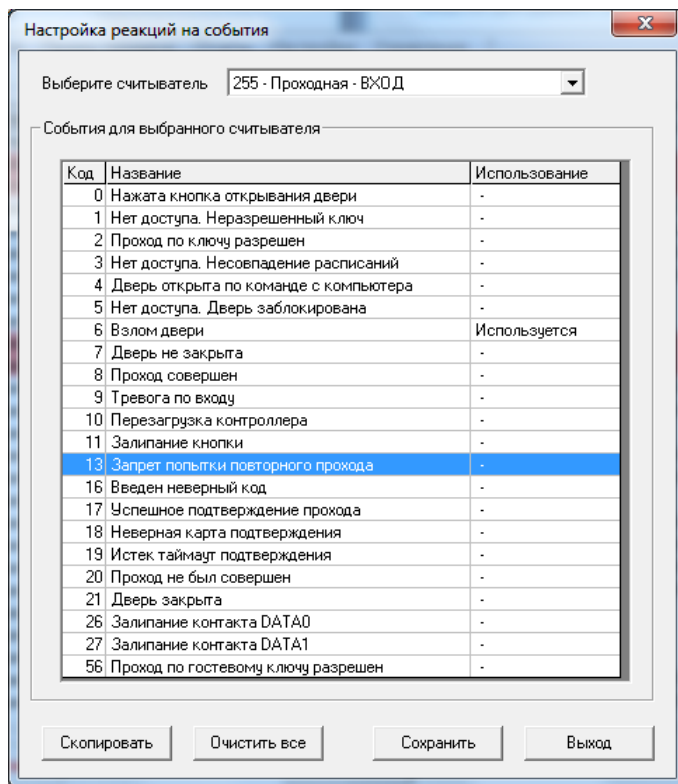 Настройка реакций на события
Выберите считыватель 255 - Проходная - ВХОД
События для выбранного считывателя
Код Название Использование
0 Нажата кнопка открывания двери -
1 Нет доступа. Неразрешенный ключ -
2 Проход по ключу разрешен -
3 Нет доступа. Несовпадение расписаний -
4 Дверь открыта по команде с компьютера -
5 Нет доступа. Дверь заблокирована -
6 Взлом двери Используется
7 Дверь не закрыта -
8 Проход совершен -
9 Тревога по входу -
10 Перезагрузка контроллера -
11 Залипание кнопки -
13 Запрет попытки повторного прохода -
16 Введен неверный код -
17 Успешное подтверждение прохода -
18 Неверная карта подтверждения -
19 Истек таймаут подтверждения -
20 Проход не был совершен -
21 Дверь закрыта -
26 Залипание контакта DATA0 -
27 Залипание контакта DATA1 -
56 Проход по гостевому ключу разрешен -
Скопировать Очистить все Сохранить Выход